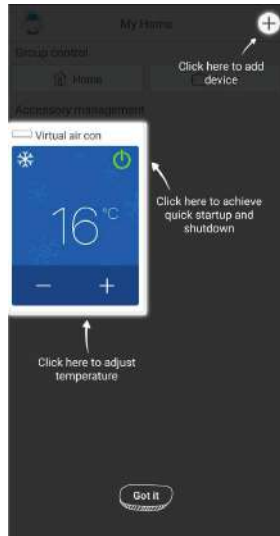 My Home
Group control
Click here to add
device
Home
Accessory management
Virtual air con
16°C
Click here to achieve
quick startup and
shutdown
− +
Click here to adjust
temperature
Got it